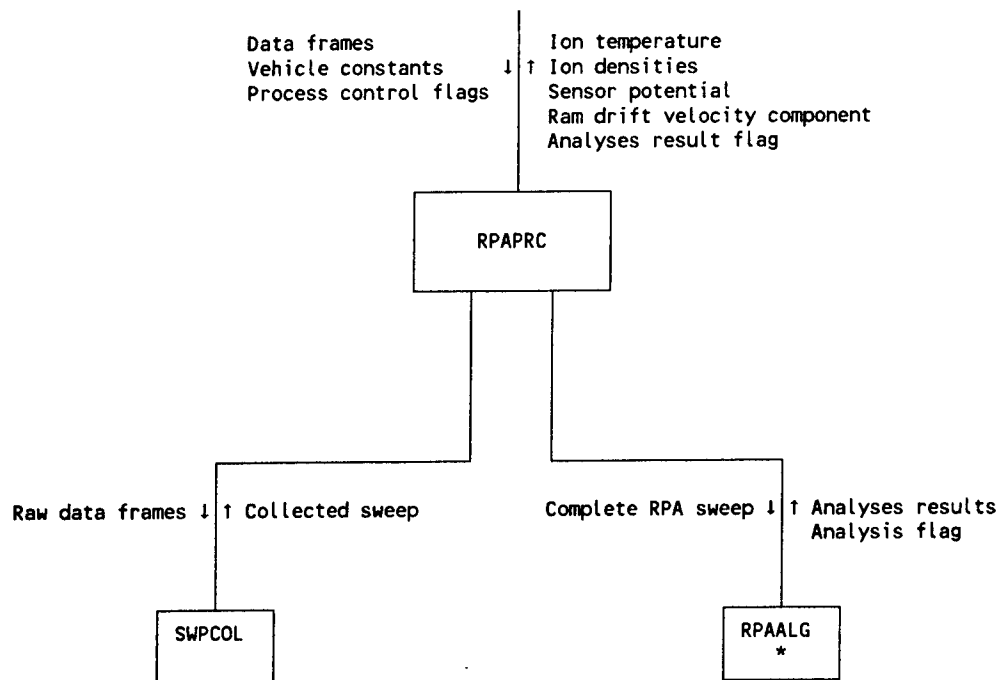 Data frames
Vehicle constants ↓
Process control flags
Ion temperature
↑ Ion densities
Sensor potential
Ram drift velocity component
Analyses result flag
RPAPRC
Raw data frames ↓ ↑ Collected sweep
Complete RPA sweep ↓ ↑ Analyses results
Analysis flag
SWPCOL
RPAALG
*